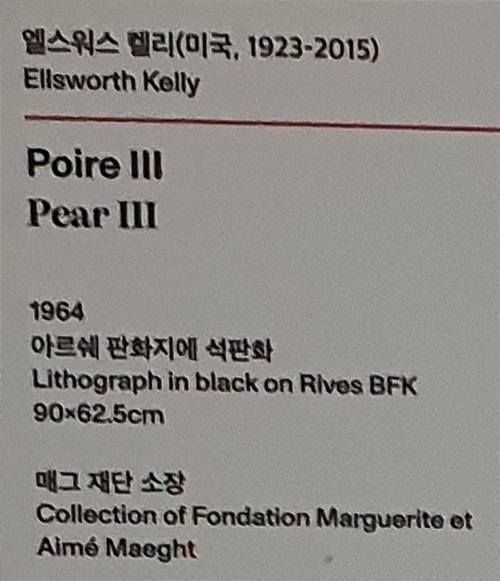 엘스워스 켈리(미국, 1923-2015)
Ellsworth Kelly
Poire III
Pear III
1964
아르쉐 판화지에 석판화
Lithograph in black on Rives BFK
90×62.5cm
매그 재단 소장
Collection of Fondation Marguerite et
Aimé Maeght